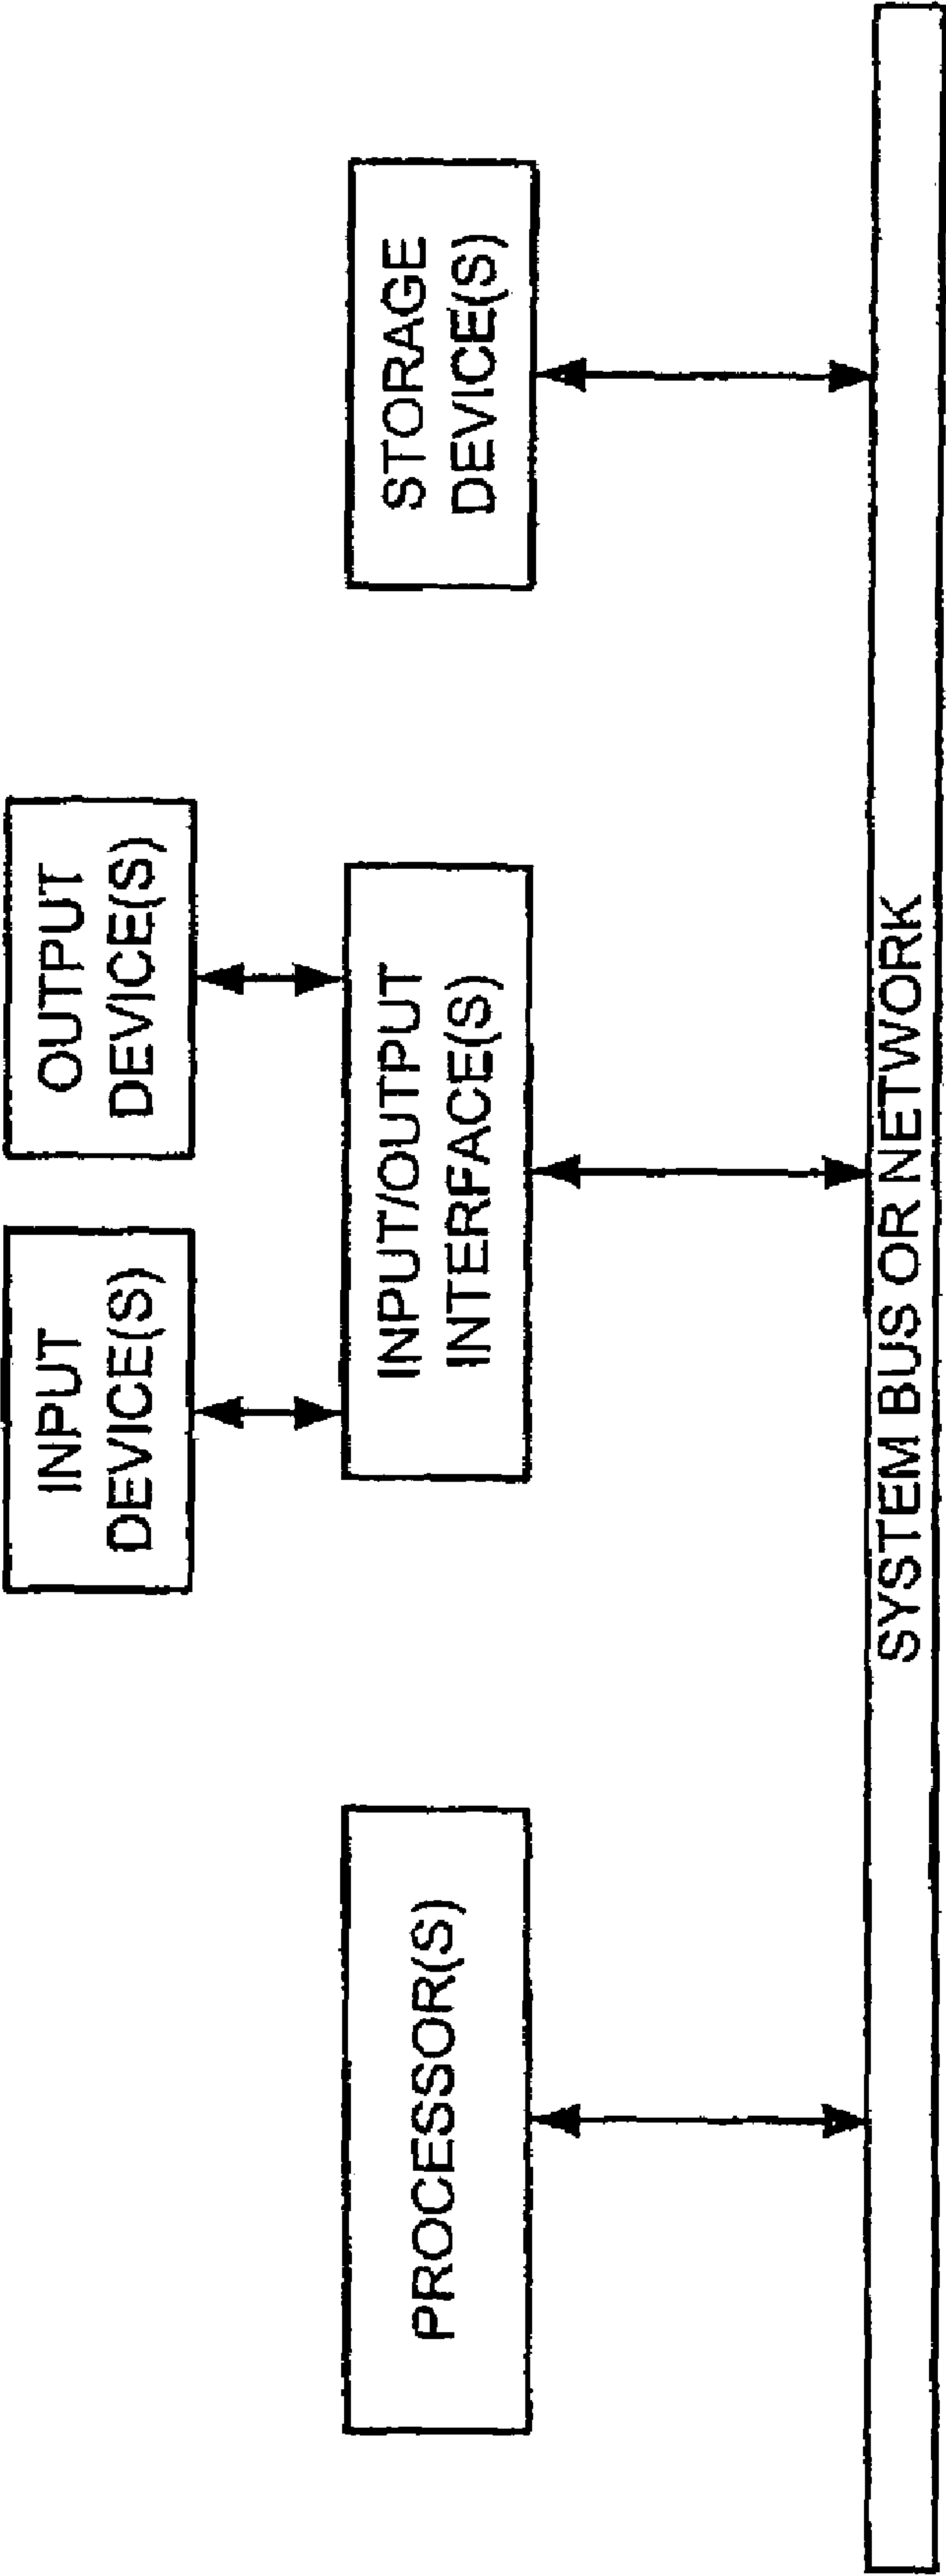 INPUT
DEVICE(S)
OUTPUT
DEVICE(S)
PROCESSOR(S)
INPUT/OUTPUT
INTERFACE(S)
STORAGE
DEVICE(S)
SYSTEM BUS OR NETWORK